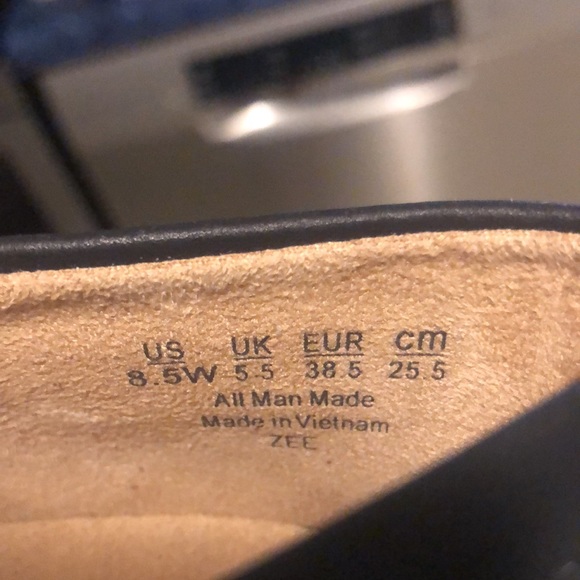 US UK EUR cm
8.5W 5.5 38.5 25.5
All Man Made
Made in Vietnam
ZEE